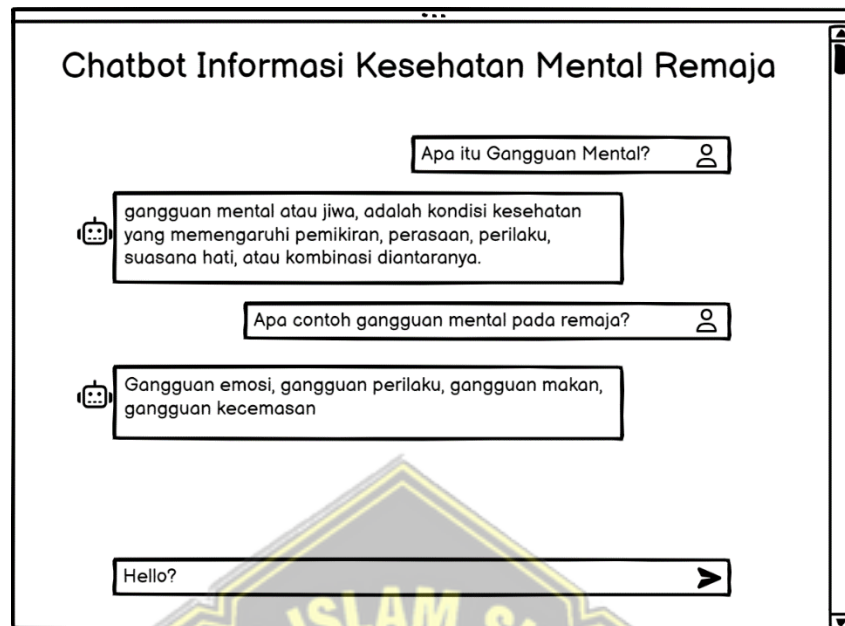 Chatbot Informasi Kesehatan Mental Remaja
Apa itu Gangguan Mental?
gangguan mental atau jiwa, adalah kondisi kesehatan
yang memengaruhi pemikiran, perasaan, perilaku,
suasana hati, atau kombinasi diantaranya.
Apa contoh gangguan mental pada remaja?
Gangguan emosi, gangguan perilaku, gangguan makan,
gangguan kecemasan
Hello?
ISLAM